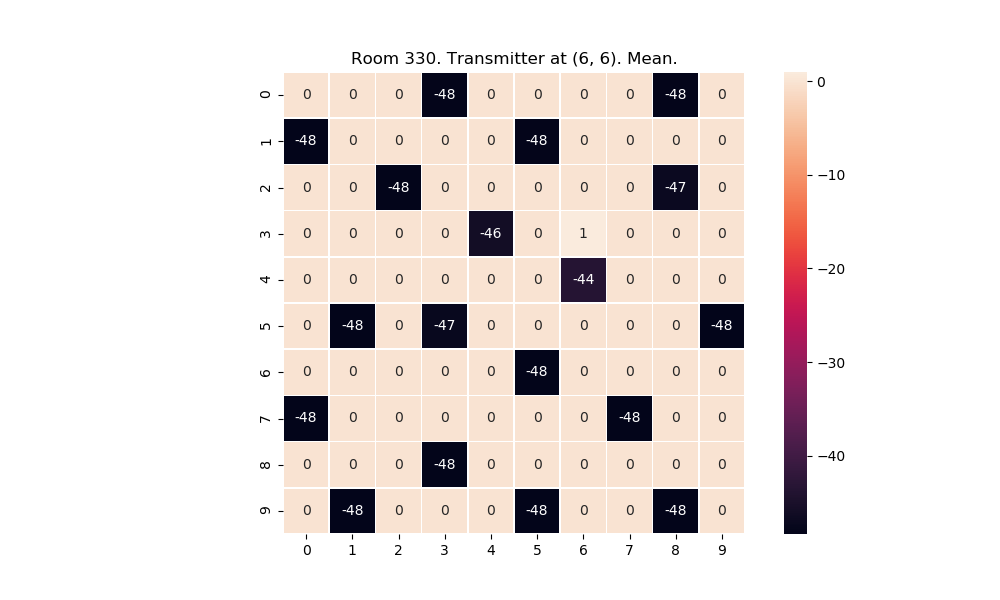 Room 330. Transmitter at (6, 6). Mean.
0 0 0 0 -48 0 0 0 0 -48 0 0
1 -48 0 0 0 0 -48 0 0 0 0 -10
2 0 0 -48 0 0 0 0 0 -47 0
3 0 0 0 0 -46 0 1 0 0 0 -20
4 0 0 0 0 0 0 -44 0 0 0
5 0 -48 0 -47 0 0 0 0 0 -48 -30
6 0 0 0 0 0 -48 0 0 0 0
7 -48 0 0 0 0 0 0 -48 0 0
8 0 0 0 -48 0 0 0 0 0 0 -40
9 0 -48 0 0 0 -48 0 0 -48 0
0 1 2 3 4 5 6 7 8 9